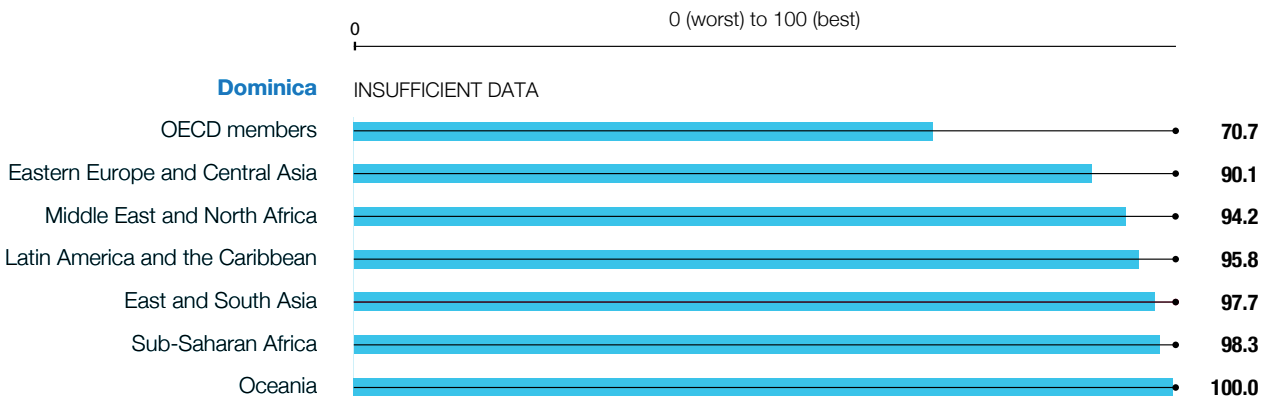 0 (worst) to 100 (best)
0
Dominica INSUFFICIENT DATA
OECD members 70.7
Eastern Europe and Central Asia 90.1
Middle East and North Africa 94.2
Latin America and the Caribbean 95.8
East and South Asia 97.7
Sub-Saharan Africa 98.3
Oceania 100.0